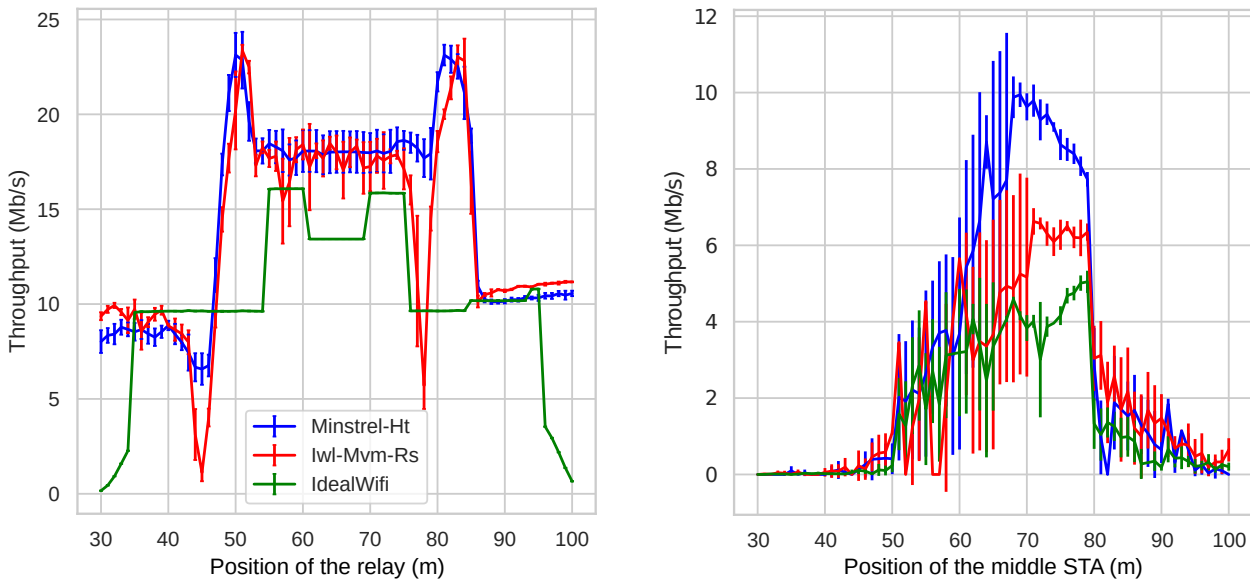 25
20
15
10
5
0
Throughput (Mb/s)
Minstrel-Ht
Iwl-Mvm-Rs
IdealWifi
30 40 50 60 70 80 90 100
Position of the relay (m)
12
10
8
6
4
2
0
Throughput (Mb/s)
30 40 50 60 70 80 90 100
Position of the middle STA (m)